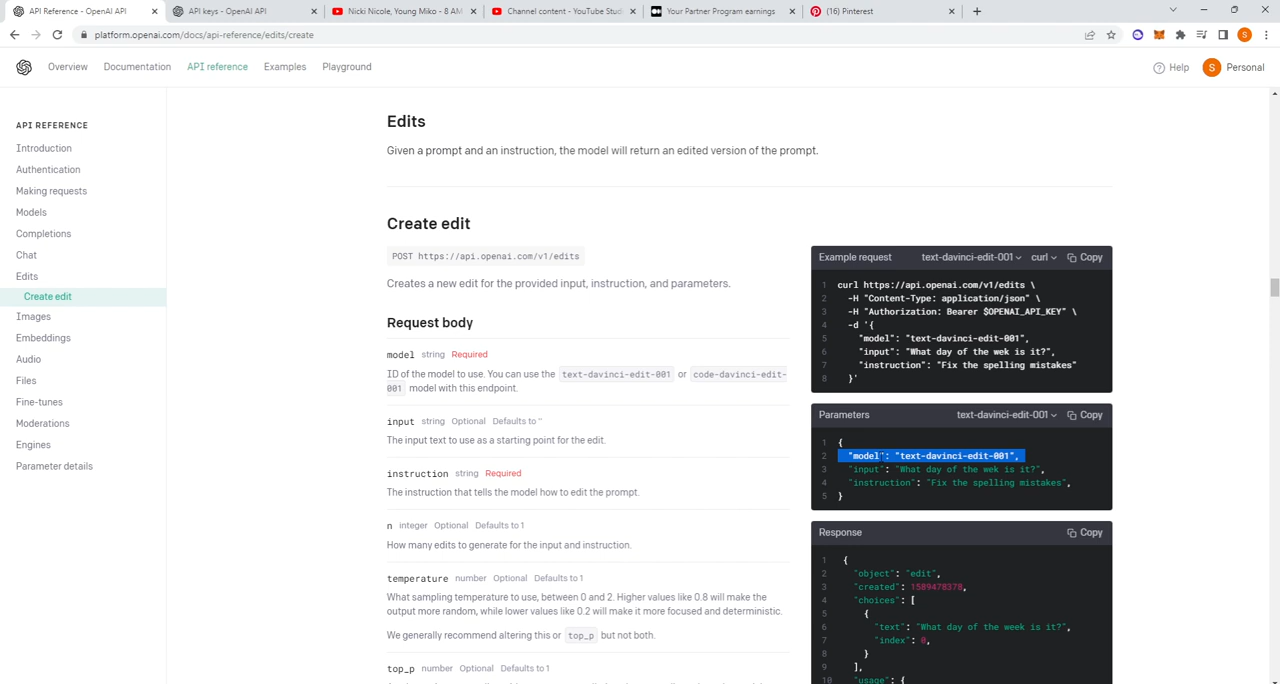 API Reference - OpenAI API
API keys - OpenAI API
Nicki Nicole, Young Miko - 8 AM
Channel content - YouTube Stud
Your Partner Program earnings
(16) Pinterest
platform.openai.com/docs/api-reference/edits/create
S
Overview
Documentation
API reference
Examples
Playground
Help
S
Personal
API REFERENCE
Introduction
Authentication
Making requests
Models
Completions
Chat
Edits
Create edit
Images
Embeddings
Audio
Files
Fine-tunes
Moderations
Engines
Parameter details
Edits
Given a prompt and an instruction, the model will return an edited version of the prompt.
Create edit
POST https://api.openai.com/v1/edits
Creates a new edit for the provided input, instruction, and parameters.
Request body
model string Required
ID of the model to use. You can use the text-davinci-edit-001 or code-davinci-edit-
001 model with this endpoint.
input string Optional Defaults to ''
The input text to use as a starting point for the edit.
instruction string Required
The instruction that tells the model how to edit the prompt.
n integer Optional Defaults to 1
How many edits to generate for the input and instruction.
temperature number Optional Defaults to 1
What sampling temperature to use, between 0 and 2. Higher values like 0.8 will make the
output more random, while lower values like 0.2 will make it more focused and deterministic.
We generally recommend altering this or top_p but not both.
top_p number Optional Defaults to 1
Example request text-davinci-edit-001 curl Copy
1 curl https://api.openai.com/v1/edits \
2 -H "Content-Type: application/json" \
3 -H "Authorization: Bearer $OPENAI_API_KEY" \
4 -d '{
5 "model": "text-davinci-edit-001",
6 "input": "What day of the wek is it?",
7 "instruction": "Fix the spelling mistakes"
8 }'
Parameters text-davinci-edit-001 Copy
1 {
2 "model": "text-davinci-edit-001",
3 "input": "What day of the wek is it?",
4 "instruction": "Fix the spelling mistakes",
5 }
Response Copy
1 {
2 "object": "edit",
3 "created": 1589478378,
4 "choices": [
5 {
6 "text": "What day of the week is it?",
7 "index": 0,
8 }
9 ],
10 "usage": {